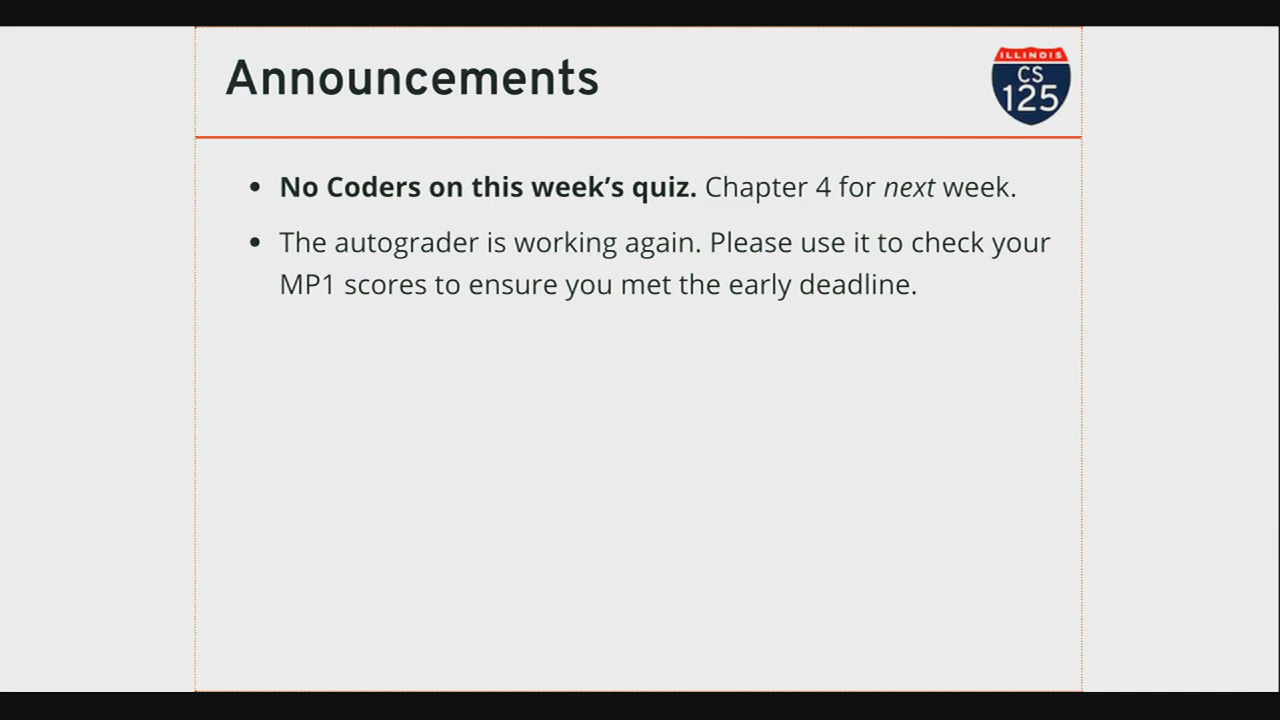 Announcements
ILLINOIS
CS
125
No Coders on this week’s quiz. Chapter 4 for next week.
The autograder is working again. Please use it to check your
MP1 scores to ensure you met the early deadline.